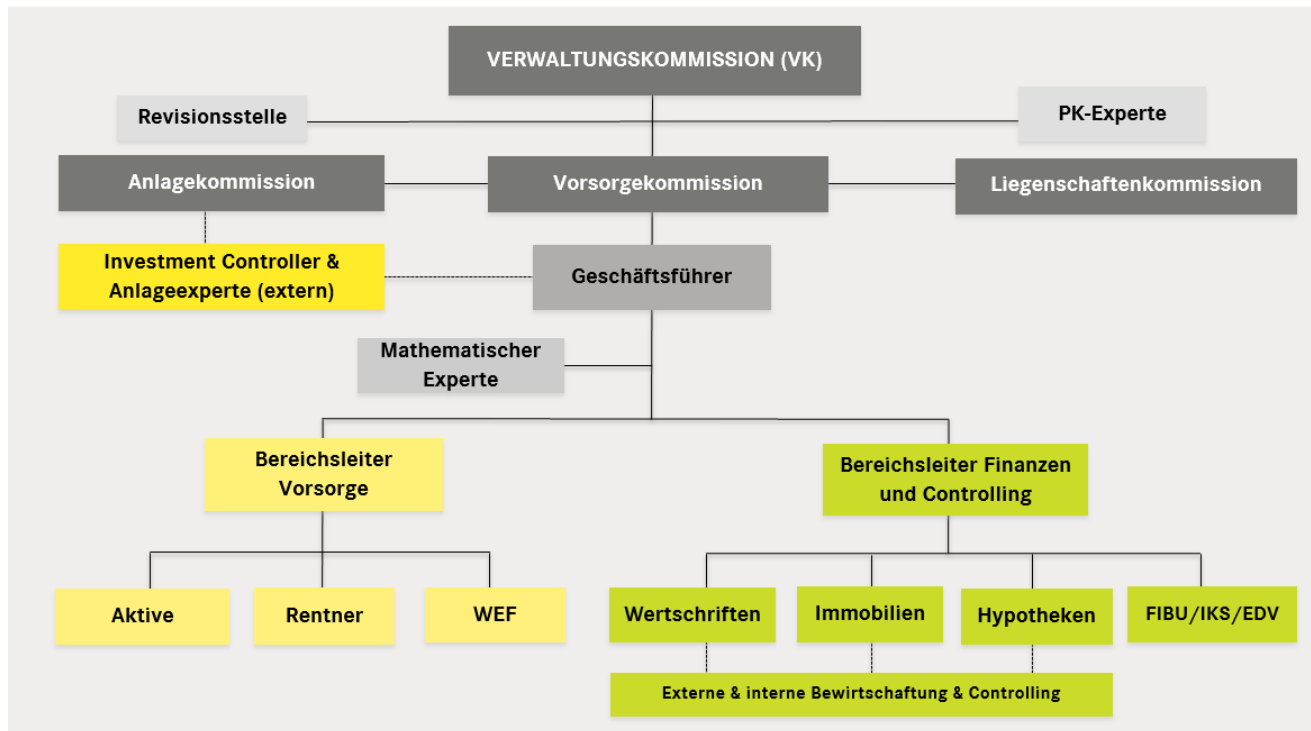 VERWALTUNGSKOMMISSION (VK)
Revisionsstelle
PK-Experte
Anlagekommission
Vorsorgekommission
Liegenschaftenkommission
Investment Controller &
Anlageexperte (extern)
Geschäftsführer
Mathematischer
Experte
Bereichsleiter
Vorsorge
Bereichsleiter Finanzen
und Controlling
Aktive
Rentner
WEF
Wertschriften
Immobilien
Hypotheken
FIBU/IKS/EDV
Externe & interne Bewirtschaftung & Controlling